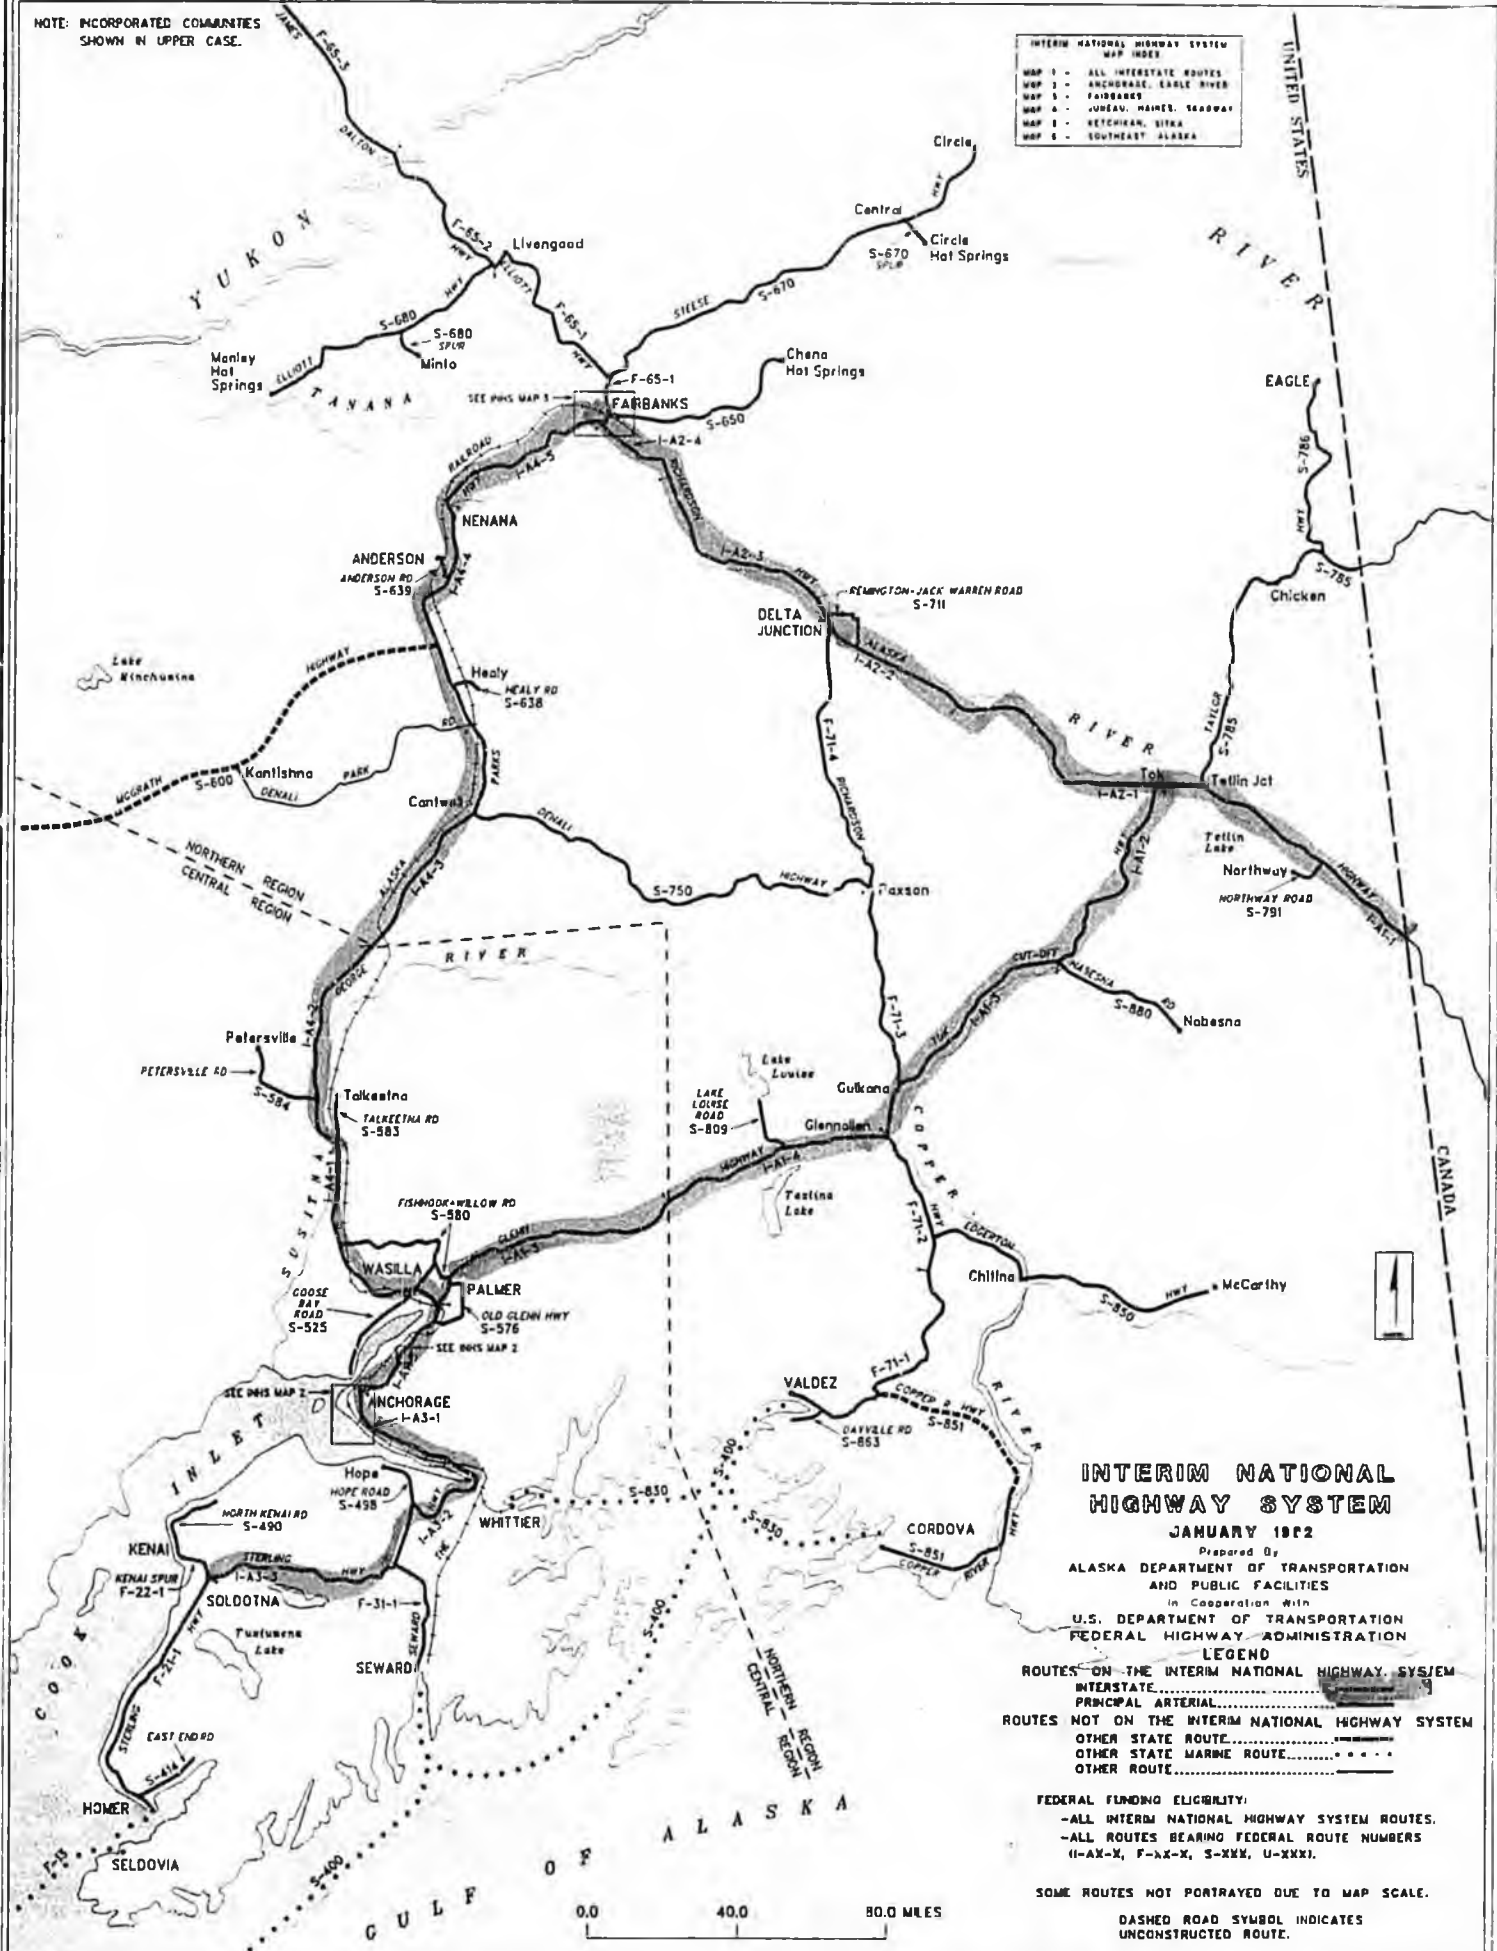 NOTE: INCORPORATED COMMUNITIES
SHOWN IN UPPER CASE.
INTERIM NATIONAL HIGHWAY SYSTEM
MAP INDEX
MAP 1 - ALL INTERSTATE ROUTES
MAP 2 - ANCHORAGE, EAGLE RIVER
MAP 3 - FAIRBANKS
MAP 4 - JUNEAU, HAINES, SKAGWAY
MAP 5 - KETCHIKAN, SITKA
MAP 6 - SOUTHEAST ALASKA
UNITED STATES
CANADA
JAMES
F-65-3
DALTON
F-65-2
HWY
Livengood
ELLIOTT
F-65-1
HWY
Circle
HWY
Central
Circle
Hot Springs
S-670
SPUR
STEESE
S-670
YUKON
RIVER
S-680
HWY
S-680
SPUR
Minto
Manley
Hot
Springs
ELLIOTT
TANANA
Chena
Hot Springs
F-65-1
SEE INHS MAP 3
FAIRBANKS
S-650
I-A2-4
RAILROAD
I-A4-5
HWY
RICHARDSON
NENANA
ANDERSON
ANDERSON RD
S-639
I-A4-4
I-A2-3
HWY
REMINGTON-JACK WARREN ROAD
S-711
DELTA
JUNCTION
ALASKA
I-A2-2
EAGLE
S-786
HWY
S-785
Chicken
TAYLOR
S-785
Lake
Minchumina
HIGHWAY
Healy
HEALY RD
S-638
RD
PARKS
MCGRATH
S-600
Kantishna
DENALI
PARK
Cantwell
F-71-4
RICHARDSON
RIVER
Tok
Tetlin Jct
I-A2-1
Tetlin
Lake
Northway
NORTHWAY ROAD
S-791
HIGHWAY
I-A1-1
HWY
I-A1-2
NORTHERN REGION
CENTRAL REGION
ALASKA
I-A4-3
DENALI
S-750
HIGHWAY
Paxson
RIVER
GEORGE
I-A4-2
CUT-OFF
NABESNA
RD
S-880
Nabesna
I-A1-3
TOK
F-71-3
Petersville
PETERSVILLE RD
S-584
Talkeetna
TALKEETNA RD
S-583
I-A4-1
Lake
Louise
LAKE
LOUISE
ROAD
S-809
Gulkana
Glennallen
COPPER
HIGHWAY
I-A1-4
Tazlina
Lake
SUSITNA
FISHHOOK-WILLOW RD
S-580
GLENN
I-A1-5
WASILLA
PALMER
GOOSE
BAY
ROAD
S-525
OLD GLENN HWY
S-576
SEE INHS MAP 2
SEE INHS MAP 2
ANCHORAGE
I-A3-1
F-71-2
HWY
EDGERTON
Chitina
S-850
HWY
McCarthy
F-71-1
VALDEZ
COPPER R HWY
S-851
DAYVILLE RD
S-863
RIVER
INLET
Hope
HOPE ROAD
S-498
HWY
I-A3-2
THE
S-830
WHITTIER
S-400
S-830
CORDOVA
S-851
COPPER
RIVER
HWY
NORTH KENAI RD
S-490
KENAI
KENAI SPUR
F-22-1
STERLING
I-A3-3
HWY
SOLDOTNA
F-31-1
Tustumena
Lake
SEWARD
SEWARD
HWY
F-21-1
STERLING
COOK
EAST END RD
S-414
HOMER
SELDOVIA
F-13
S-400
S-400
NORTHERN REGION
CENTRAL REGION
GULF OF ALASKA
INTERIM NATIONAL
HIGHWAY SYSTEM
Prepared By
ALASKA DEPARTMENT OF TRANSPORTATION
AND PUBLIC FACILITIES
In Cooperation With
U.S. DEPARTMENT OF TRANSPORTATION
FEDERAL HIGHWAY ADMINISTRATION
LEGEND
ROUTES ON THE INTERIM NATIONAL HIGHWAY SYSTEM
INTERSTATE
PRINCIPAL ARTERIAL
ROUTES NOT ON THE INTERIM NATIONAL HIGHWAY SYSTEM
OTHER STATE ROUTE
OTHER STATE MARINE ROUTE
OTHER ROUTE
FEDERAL FUNDING ELIGIBILITY:
-ALL INTERIM NATIONAL HIGHWAY SYSTEM ROUTES.
-ALL ROUTES BEARING FEDERAL ROUTE NUMBERS
(I-AX-X, F-XX-X, S-XXX, U-XXX).
SOME ROUTES NOT PORTRAYED DUE TO MAP SCALE.
DASHED ROAD SYMBOL INDICATES
UNCONSTRUCTED ROUTE.
0.0 40.0 80.0 MILES